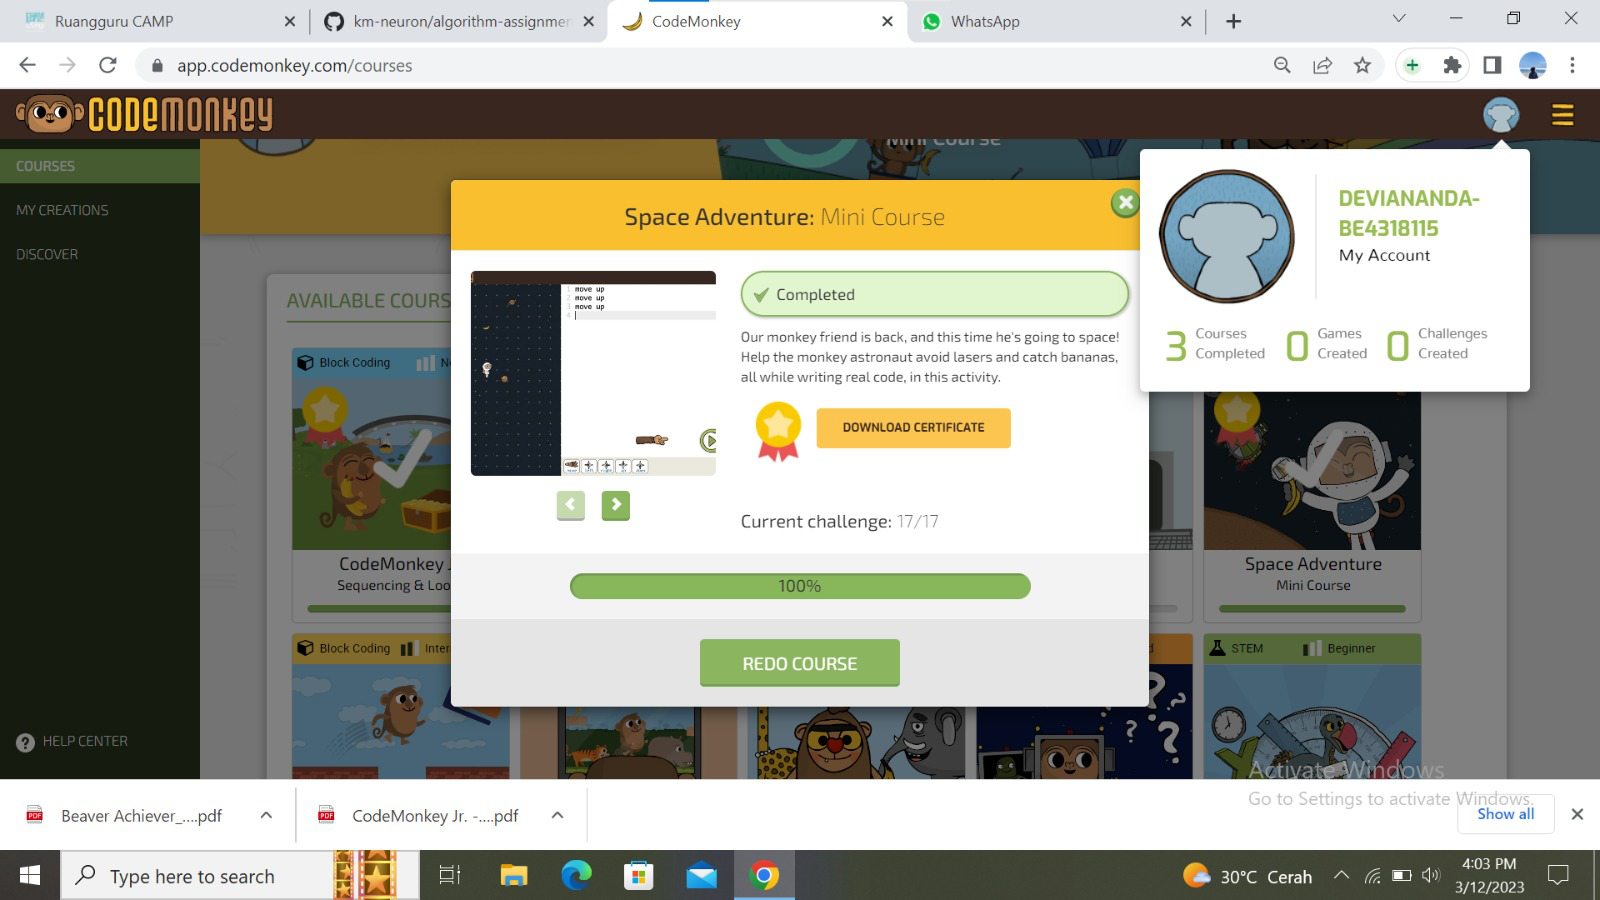 Ruangguru CAMP
km-neuron/algorithm-assignmen
CodeMonkey
WhatsApp
app.codemonkey.com/courses
CODEMONKEY
COURSES
MY CREATIONS
DISCOVER
HELP CENTER
Mini Course
DEVIANANDA-
BE4318115
My Account
3 Courses Completed
0 Games Created
0 Challenges Created
Space Adventure: Mini Course
1 move up
2 move up
3 move up
4
Completed
Our monkey friend is back, and this time he's going to space!
Help the monkey astronaut avoid lasers and catch bananas,
all while writing real code, in this activity.
DOWNLOAD CERTIFICATE
Current challenge: 17/17
100%
REDO COURSE
AVAILABLE COURS
Block Coding
CodeMonkey J
Sequencing & Loo
Space Adventure
Mini Course
Block Coding Inter
STEM Beginner
Activate Windows
Go to Settings to activate Windows.
Beaver Achiever_....pdf
CodeMonkey Jr. -....pdf
Show all
Type here to search
30°C Cerah
4:03 PM
3/12/2023